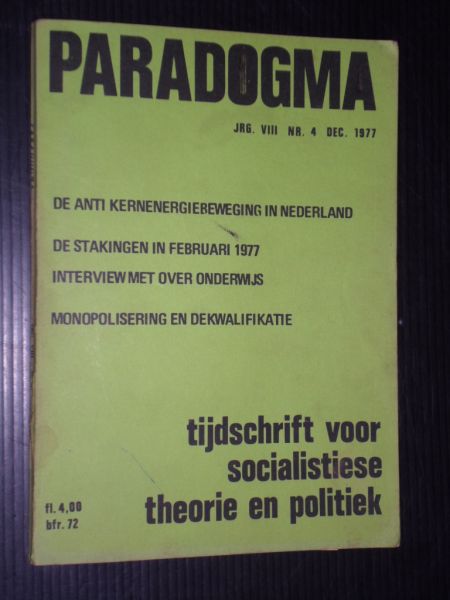 PARADOGMA
JRG. VIII NR. 4 DEC. 1977
DE ANTI KERNENERGIEBEWEGING IN NEDERLAND
DE STAKINGEN IN FEBRUARI 1977
INTERVIEW MET OVER ONDERWIJS
MONOPOLISERING EN DEKWALIFIKATIE
tijdschrift voor
socialistiese
theorie en politiek
fl. 4,00
bfr. 72